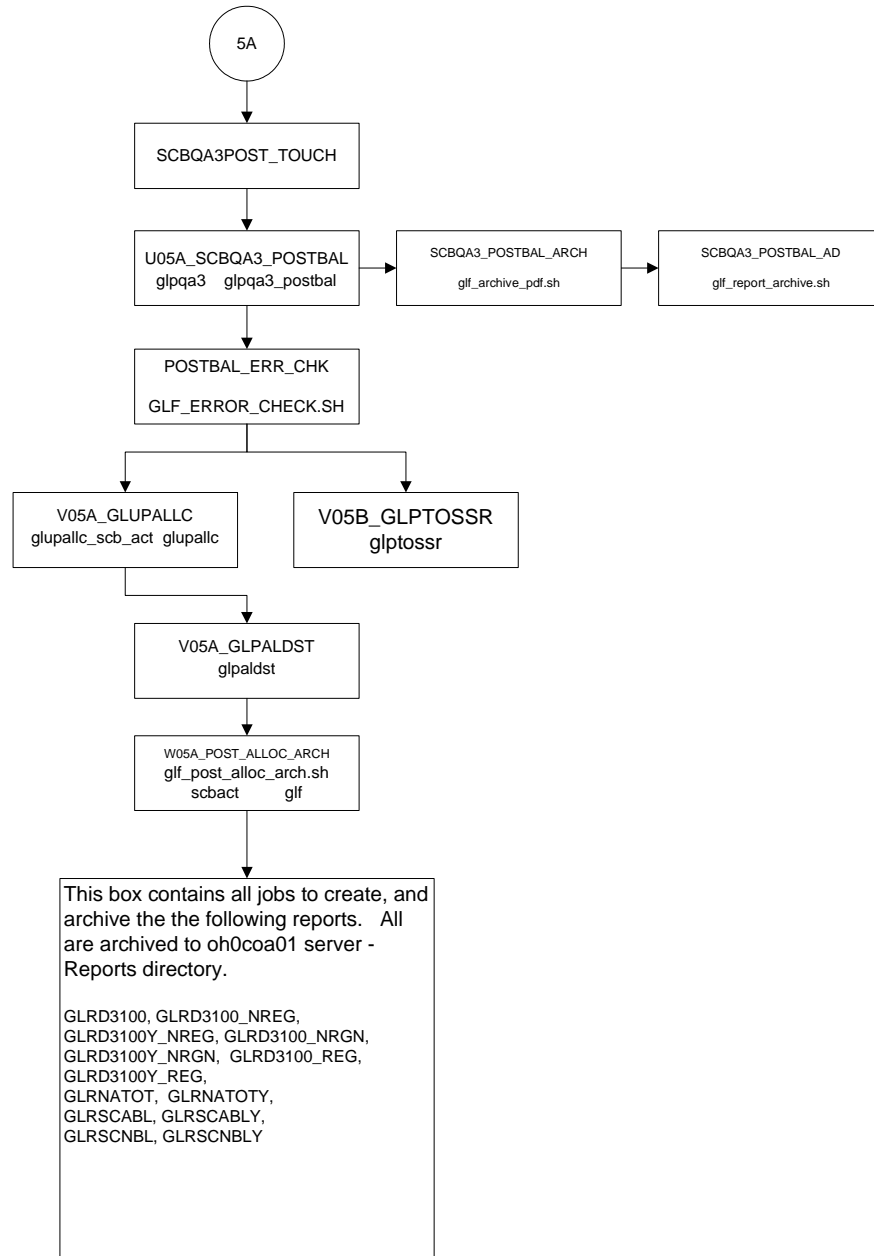 5A
SCBQA3POST_TOUCH
U05A_SCBQA3_POSTBAL
glpqa3 glpqa3_postbal
SCBQA3_POSTBAL_ARCH
glf_archive_pdf.sh
SCBQA3_POSTBAL_AD
glf_report_archive.sh
POSTBAL_ERR_CHK
GLF_ERROR_CHECK.SH
V05A_GLUPALLC
glupallc_scb_act glupallc
V05B_GLPTOSSR
glptossr
V05A_GLPALDST
glpaldst
W05A_POST_ALLOC_ARCH
glf_post_alloc_arch.sh
scbact glf
This box contains all jobs to create, and
archive the the following reports. All
are archived to oh0coa01 server -
Reports directory.
GLRD3100, GLRD3100_NREG,
GLRD3100Y_NREG, GLRD3100_NRGN,
GLRD3100Y_NRGN, GLRD3100_REG,
GLRD3100Y_REG,
GLRNATOT, GLRNATOTY,
GLRSCABL, GLRSCABLY,
GLRSCNBL, GLRSCNBLY